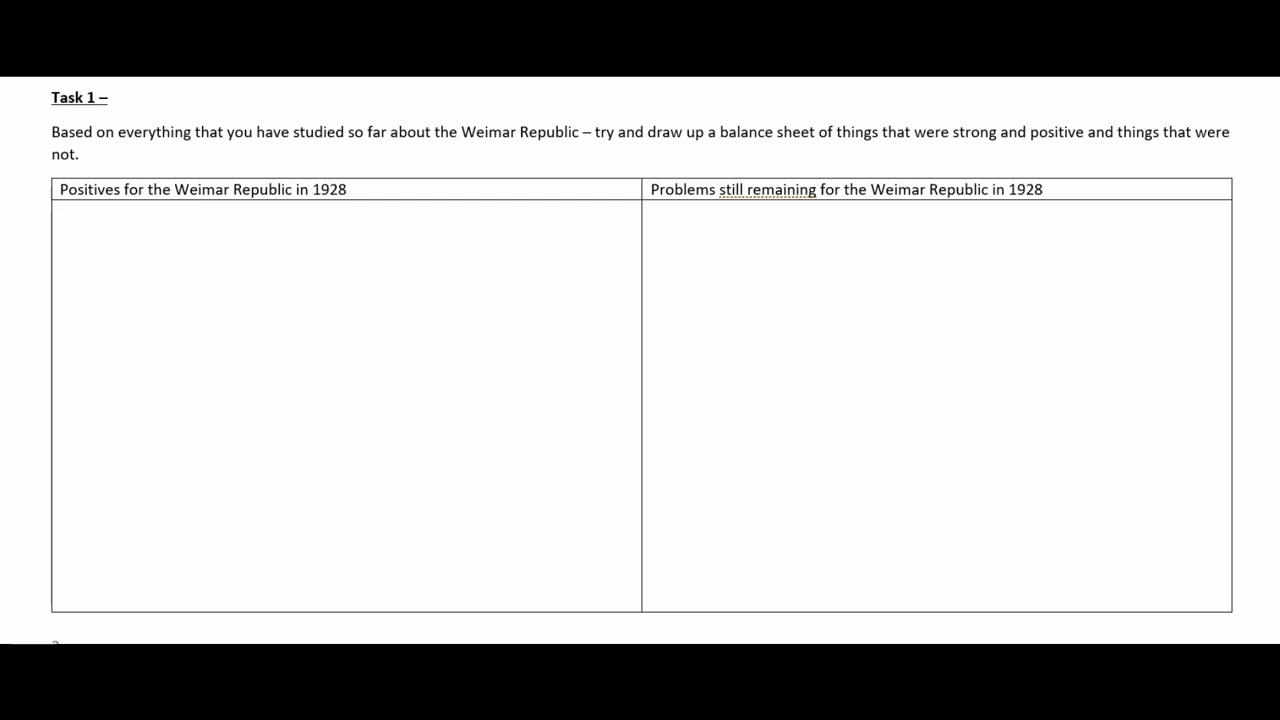 Task 1 –
Based on everything that you have studied so far about the Weimar Republic – try and draw up a balance sheet of things that were strong and positive and things that were
not.
Positives for the Weimar Republic in 1928
Problems still remaining for the Weimar Republic in 1928